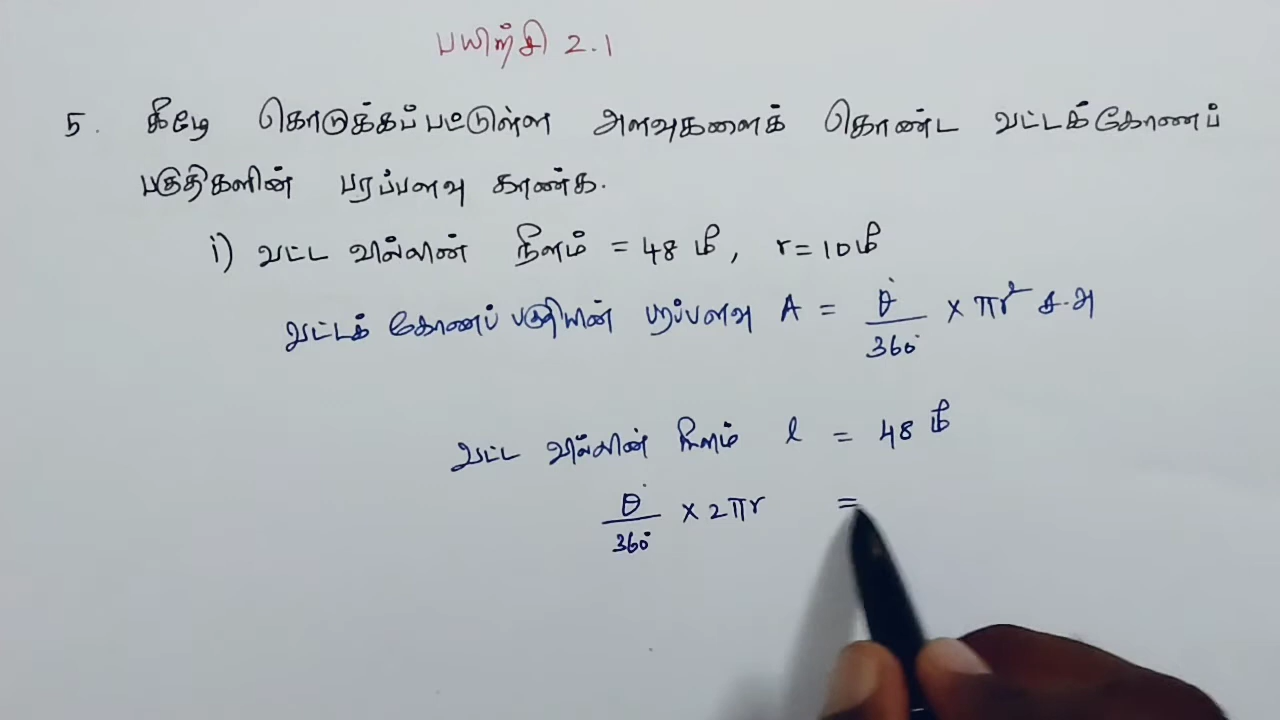 பயிற்சி 2.1
5. கீழே கொடுக்கப்பட்டுள்ள அளவுகளைக் கொண்ட வட்டக்கோணப்
பகுதிகளின் பரப்பளவு காண்க.
i) வட்ட வில்லின் நீளம் = 48 மீ, r = 10 மீ
வட்டக் கோணப் பகுதியின் பரப்பளவு A = θ°/360° × πr² ச.அ
வட்ட வில்லின் நீளம் l = 48 மீ
θ°/360° × 2πr =